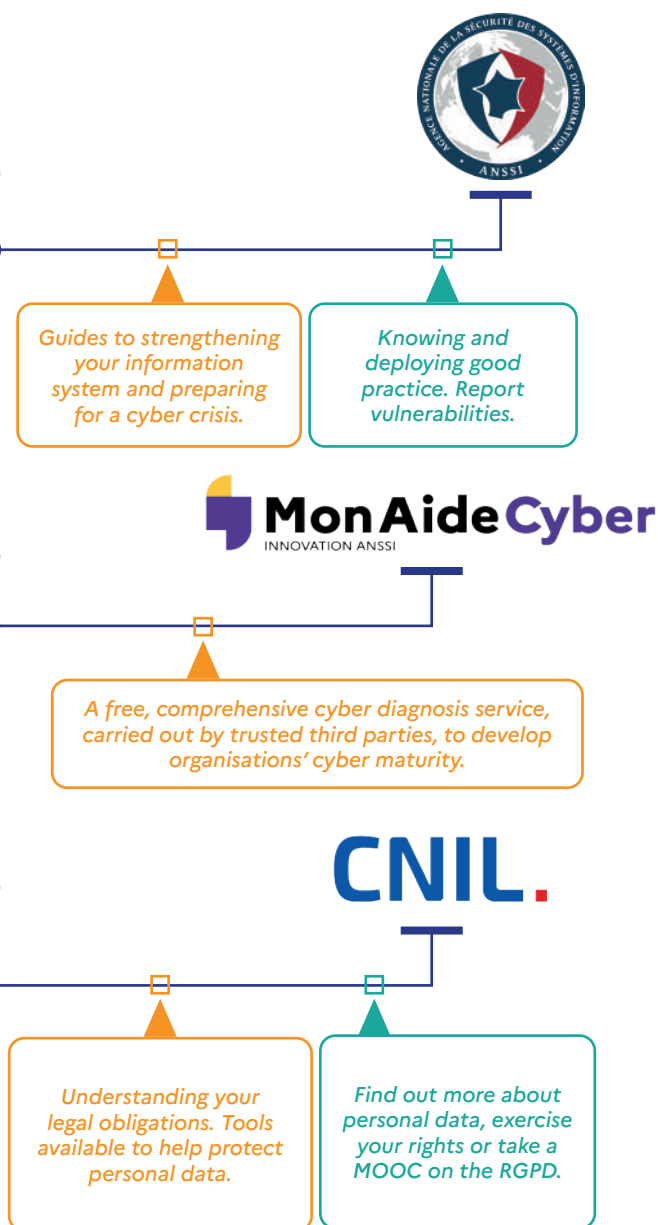 AGENCE NATIONALE DE LA SÉCURITÉ DES SYSTÈMES D'INFORMATION
• ANSSI •
Guides to strengthening
your information
system and preparing
for a cyber crisis.
Knowing and
deploying good
practice. Report
vulnerabilities.
MonAideCyber
INNOVATION ANSSI
A free, comprehensive cyber diagnosis service,
carried out by trusted third parties, to develop
organisations' cyber maturity.
CNIL.
Understanding your
legal obligations. Tools
available to help protect
personal data.
Find out more about
personal data, exercise
your rights or take a
MOOC on the RGPD.